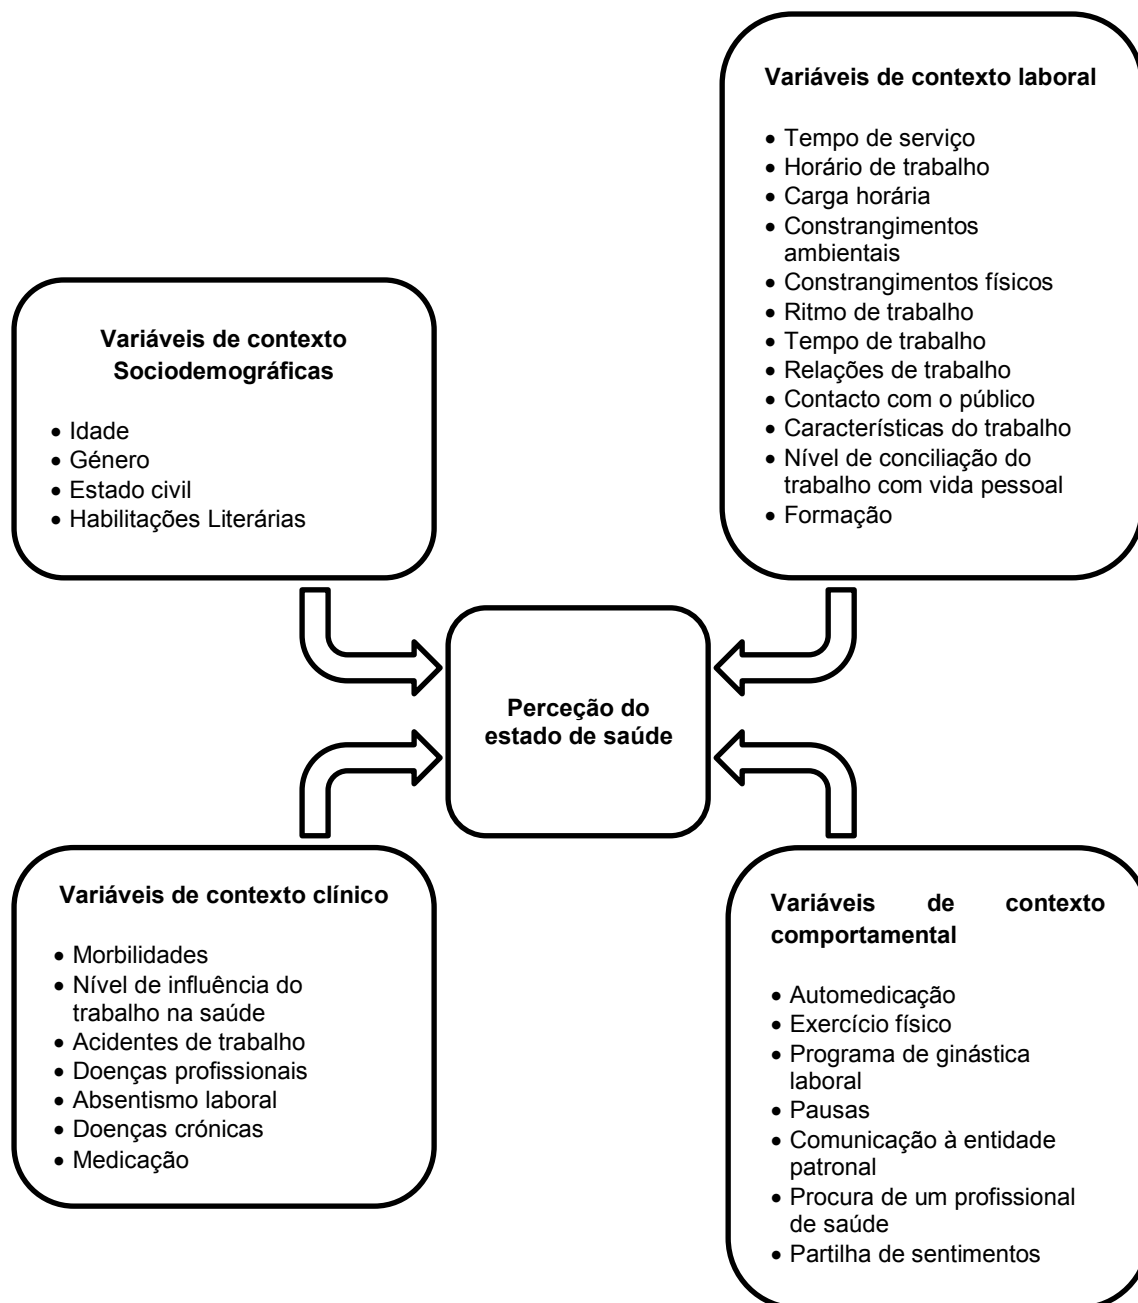 Variáveis de contexto laboral
• Tempo de serviço
• Horário de trabalho
• Carga horária
• Constrangimentos
ambientais
• Constrangimentos físicos
• Ritmo de trabalho
• Tempo de trabalho
• Relações de trabalho
• Contacto com o público
• Características do trabalho
• Nível de conciliação do
trabalho com vida pessoal
• Formação
Variáveis de contexto
Sociodemográficas
• Idade
• Género
• Estado civil
• Habilitações Literárias
Perceção do
estado de saúde
Variáveis de contexto clínico
• Morbilidades
• Nível de influência do
trabalho na saúde
• Acidentes de trabalho
• Doenças profissionais
• Absentismo laboral
• Doenças crónicas
• Medicação
Variáveis de contexto
comportamental
• Automedicação
• Exercício físico
• Programa de ginástica
laboral
• Pausas
• Comunicação à entidade
patronal
• Procura de um profissional
de saúde
• Partilha de sentimentos